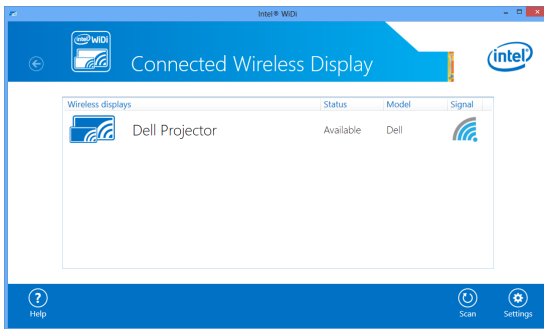 Intel® WiDi
intel WiDi
Connected Wireless Display
intel
Wireless displays Status Model Signal
Dell Projector Available Dell
Help Scan Settings